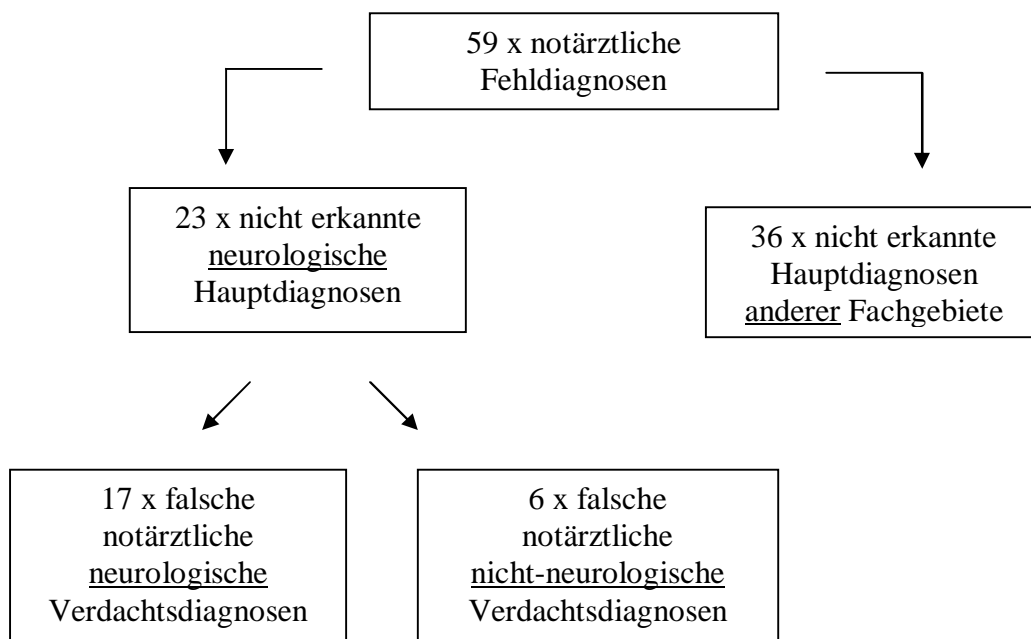 59 x notärztliche
Fehldiagnosen
23 x nicht erkannte
neurologische
Hauptdiagnosen
36 x nicht erkannte
Hauptdiagnosen
anderer Fachgebiete
17 x falsche
notärztliche
neurologische
Verdachtsdiagnosen
6 x falsche
notärztliche
nicht-neurologische
Verdachtsdiagnosen